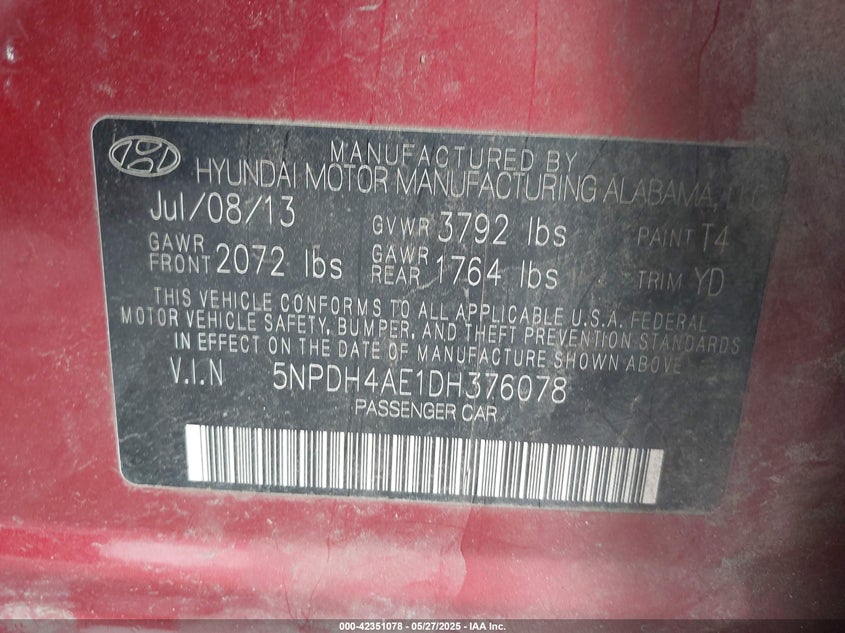 MANUFACTURED BY
HYUNDAI MOTOR MANUFACTURING ALABAMA, LLC
Jul/08/13 GVWR 3792 lbs PAINT T4
GAWR FRONT 2072 lbs GAWR REAR 1764 lbs TRIM YD
THIS VEHICLE CONFORMS TO ALL APPLICABLE U.S.A. FEDERAL
MOTOR VEHICLE SAFETY, BUMPER, AND THEFT PREVENTION STANDARDS
IN EFFECT ON THE DATE OF MANUFACTURE SHOWN ABOVE
V.I.N 5NPDH4AE1DH376078
PASSENGER CAR
000-42351078 - 05/27/2025 - IAA Inc.